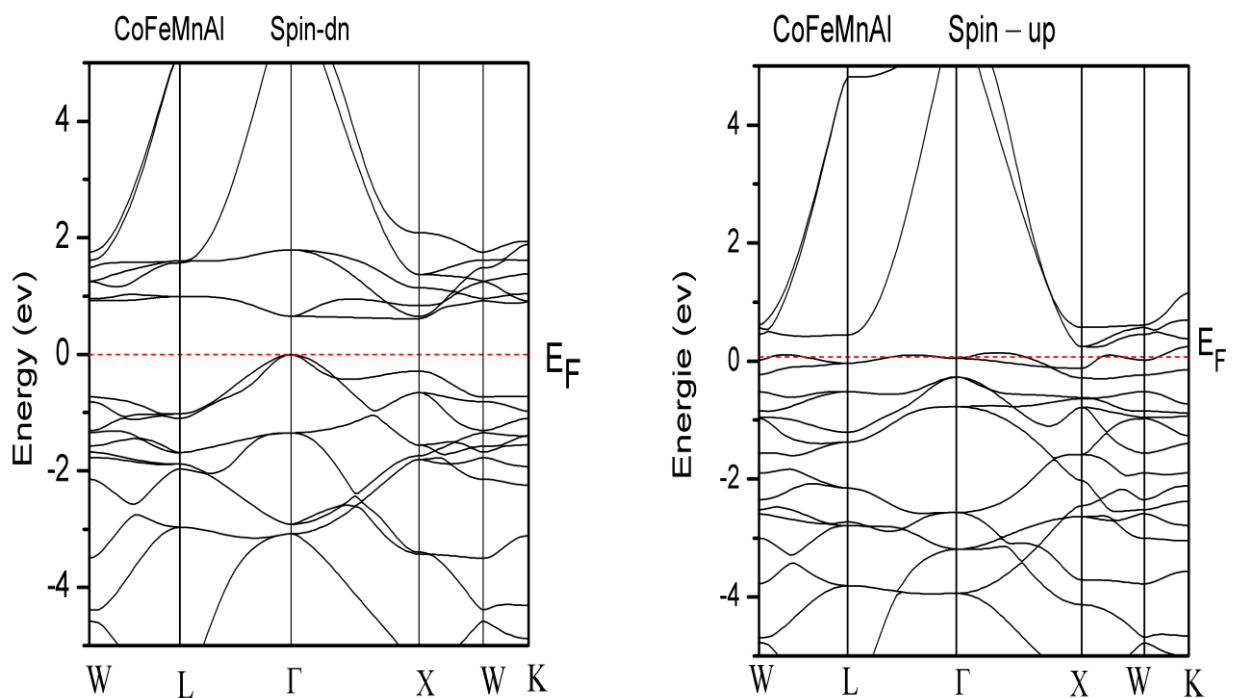 CoFeMnAl Spin-dn
Energy (ev)
4
2
0
-2
-4
E_F
W L Γ X W K
CoFeMnAl Spin – up
Energie (ev)
4
2
0
-2
-4
E_F
W L Γ X W K